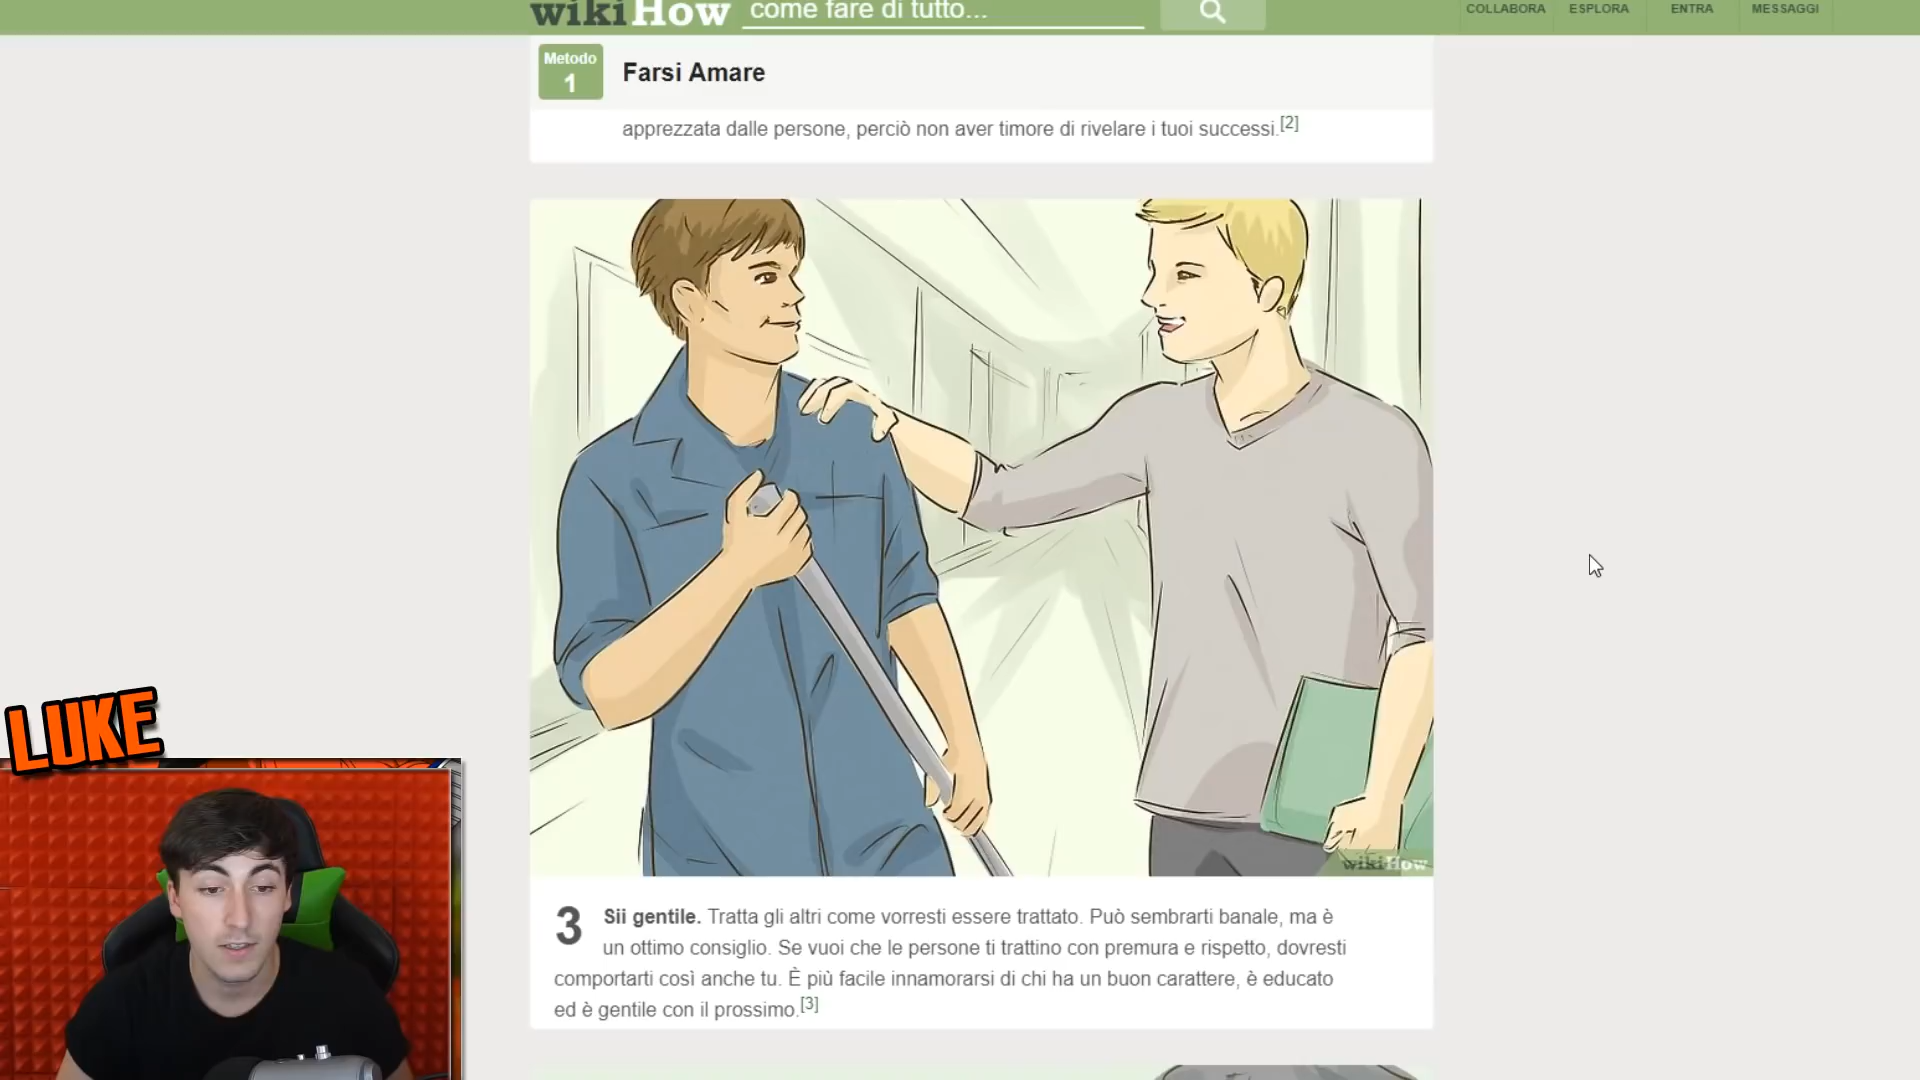 wikiHow come fare di tutto...
COLLABORA ESPLORA ENTRA MESSAGGI
Metodo
1
Farsi Amare
apprezzata dalle persone, perciò non aver timore di rivelare i tuoi successi.[2]
wikiHow
LUKE
3 Sii gentile. Tratta gli altri come vorresti essere trattato. Può sembrarti banale, ma è
un ottimo consiglio. Se vuoi che le persone ti trattino con premura e rispetto, dovresti
comportarti così anche tu. È più facile innamorarsi di chi ha un buon carattere, è educato
ed è gentile con il prossimo.[3]